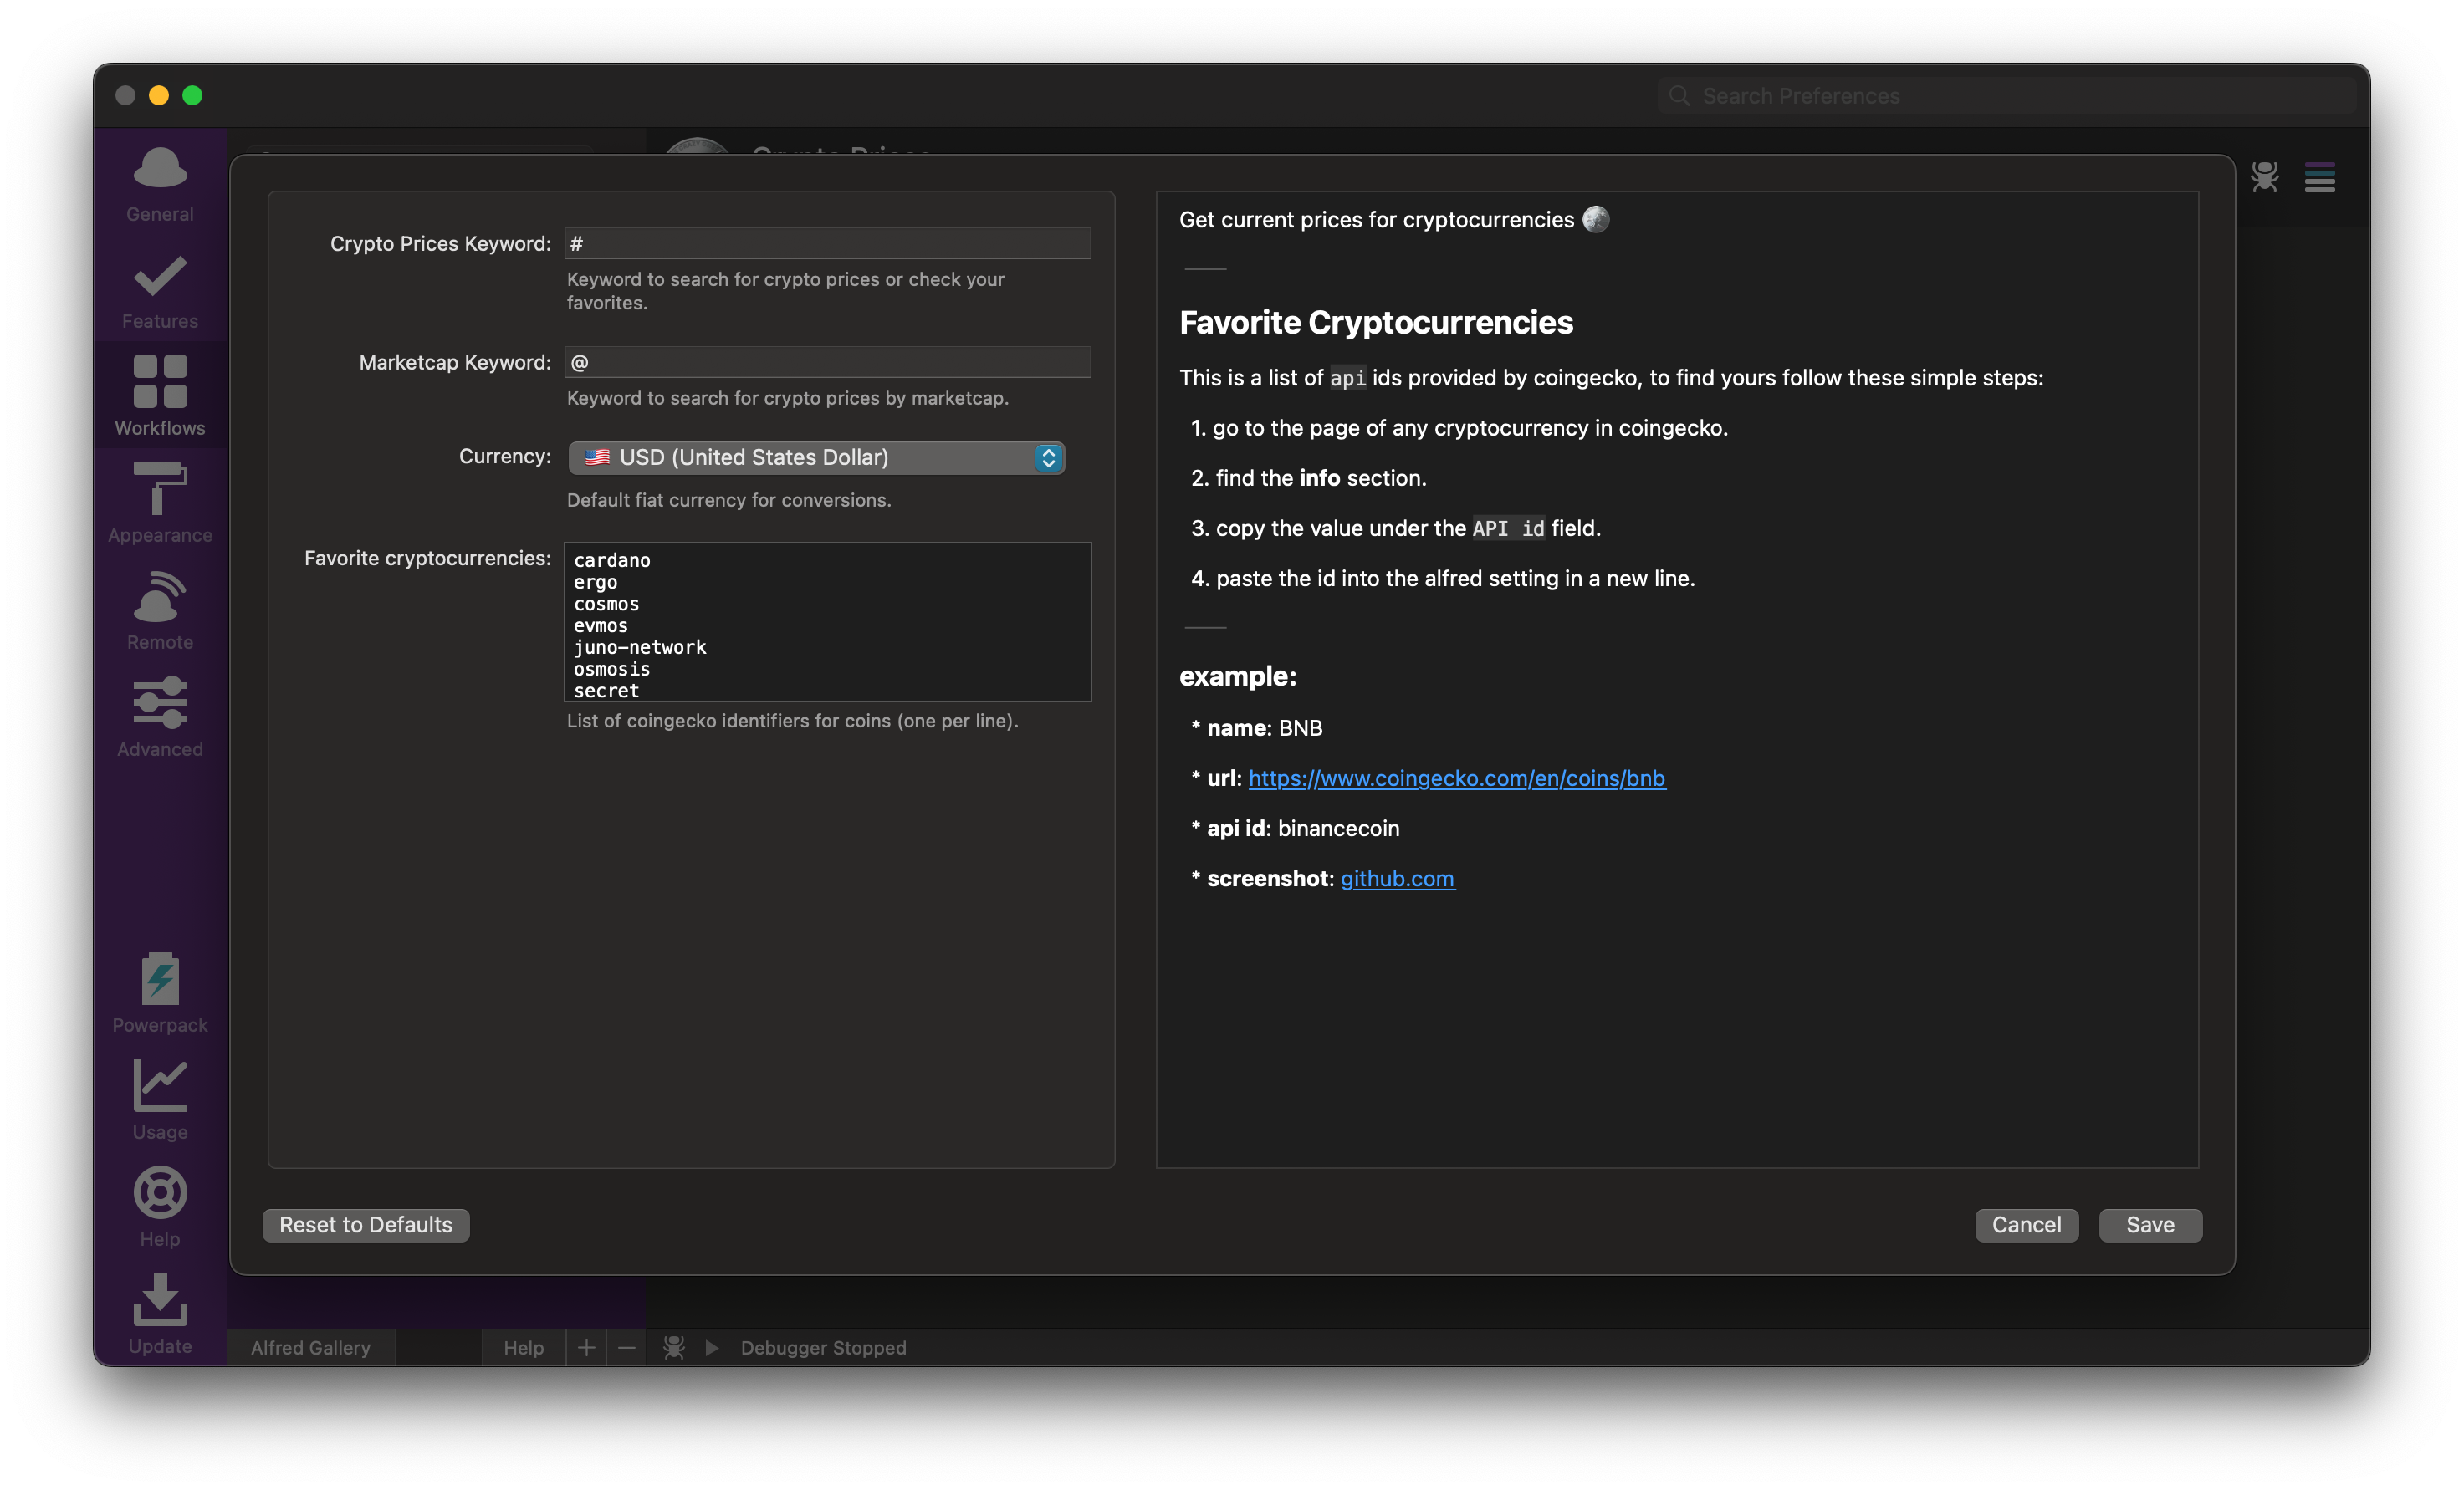 Search Preferences
Crypto Prices
General
Features
Workflows
Appearance
Remote
Advanced
Powerpack
Usage
Help
Update
Crypto Prices Keyword: #
Keyword to search for crypto prices or check your
favorites.
Marketcap Keyword: @
Keyword to search for crypto prices by marketcap.
Currency: USD (United States Dollar)
Default fiat currency for conversions.
Favorite cryptocurrencies: cardano
ergo
cosmos
evmos
juno-network
osmosis
secret
List of coingecko identifiers for coins (one per line).
Get current prices for cryptocurrencies
Favorite Cryptocurrencies
This is a list of api ids provided by coingecko, to find yours follow these simple steps:
1. go to the page of any cryptocurrency in coingecko.
2. find the info section.
3. copy the value under the API id field.
4. paste the id into the alfred setting in a new line.
example:
* name: BNB
* url: https://www.coingecko.com/en/coins/bnb
* api id: binancecoin
* screenshot: github.com
Reset to Defaults
Cancel
Save
Alfred Gallery
Help
Debugger Stopped